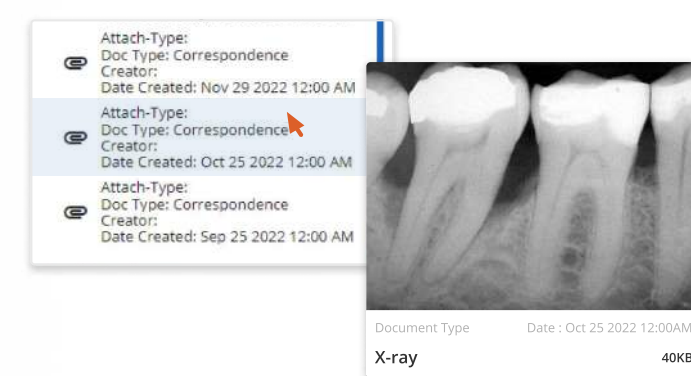 Attach-Type:
Doc Type: Correspondence
Creator:
Date Created: Nov 29 2022 12:00 AM
Attach-Type:
Doc Type: Correspondence
Creator:
Date Created: Oct 25 2022 12:00 AM
Attach-Type:
Doc Type: Correspondence
Creator:
Date Created: Sep 25 2022 12:00 AM
Document Type Date : Oct 25 2022 12:00AM
X-ray 40KB